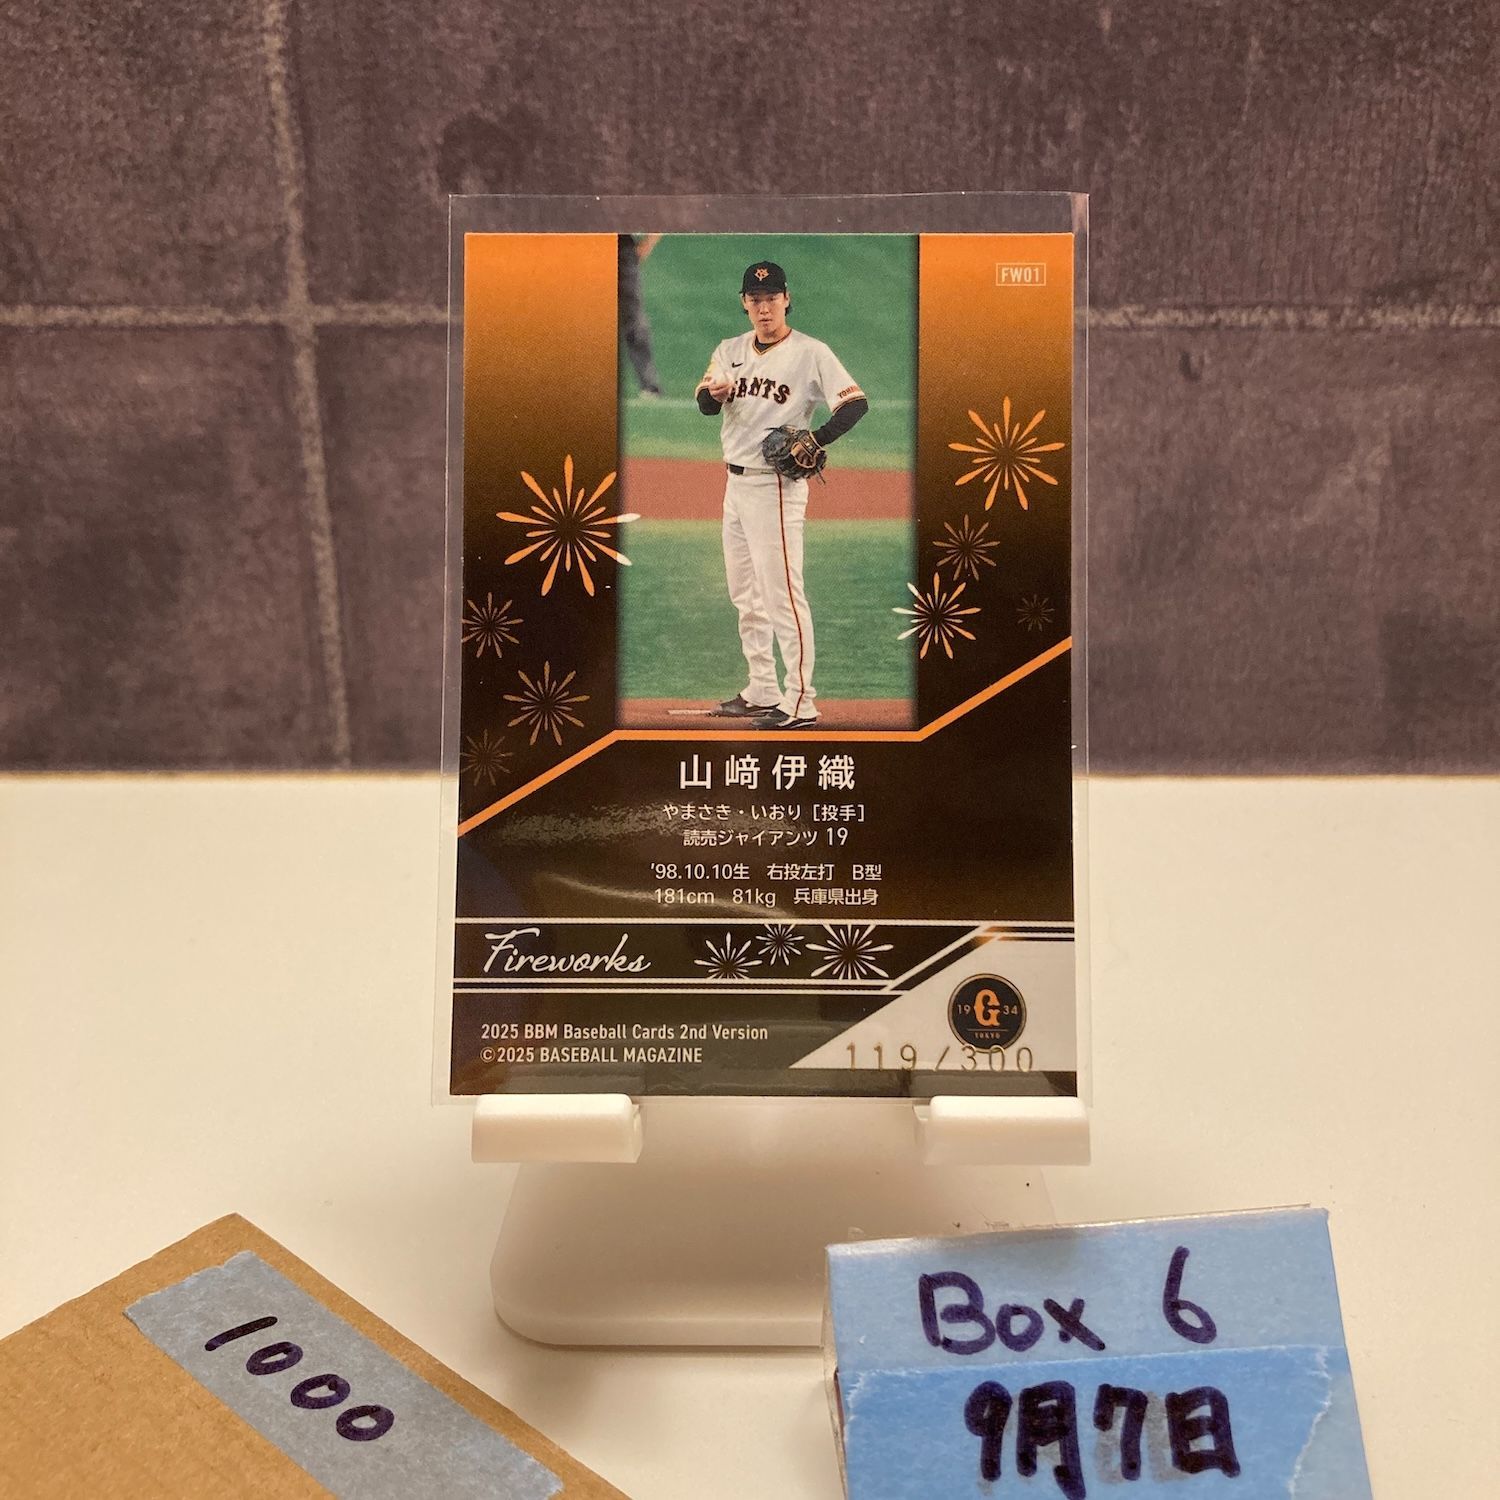 FW01
GIANTS
山﨑伊織
やまさき・いおり [投手]
読売ジャイアンツ 19
'98.10.10生 右投左打 B型
181cm 81kg 兵庫県出身
Fireworks
19 G 34
TOKYO
2025 BBM Baseball Cards 2nd Version
©2025 BASEBALL MAGAZINE
119/300
1000
Box 6
9月7日